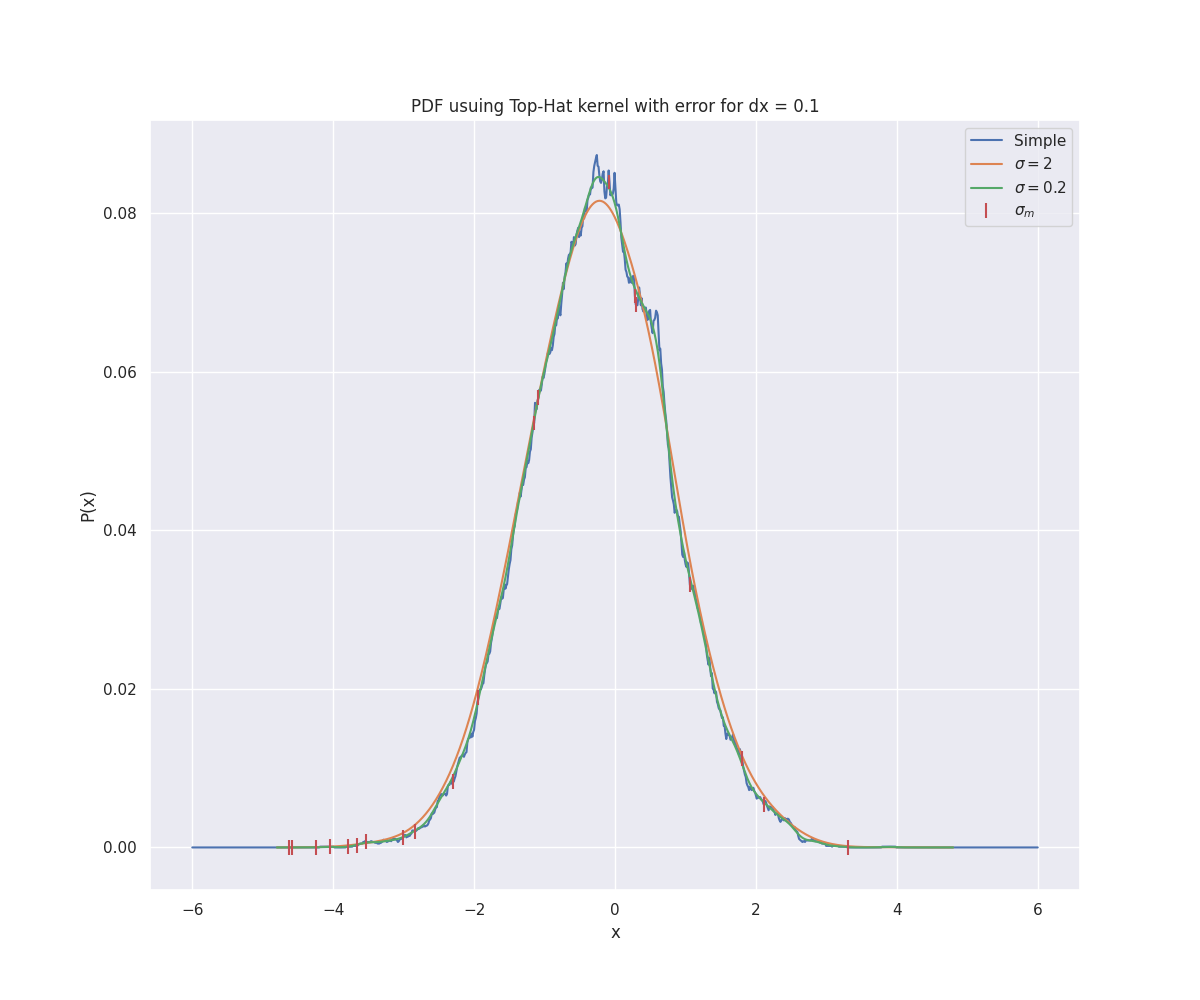 PDF usuing Top-Hat kernel with error for dx = 0.1
Simple
σ = 2
σ = 0.2
σₘ
P(x)
0.08
0.06
0.04
0.02
0.00
−6
−4
−2
0
2
4
6
x